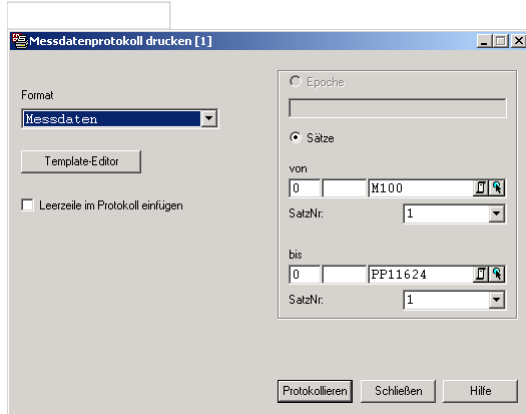 Messdatenprotokoll drucken [1]
Format
Messdaten
Template-Editor
Leerzeile im Protokoll einfügen
Epoche
Sätze
von
0 M100
SatzNr: 1
bis
0 PP11624
SatzNr: 1
Protokollieren Schließen Hilfe